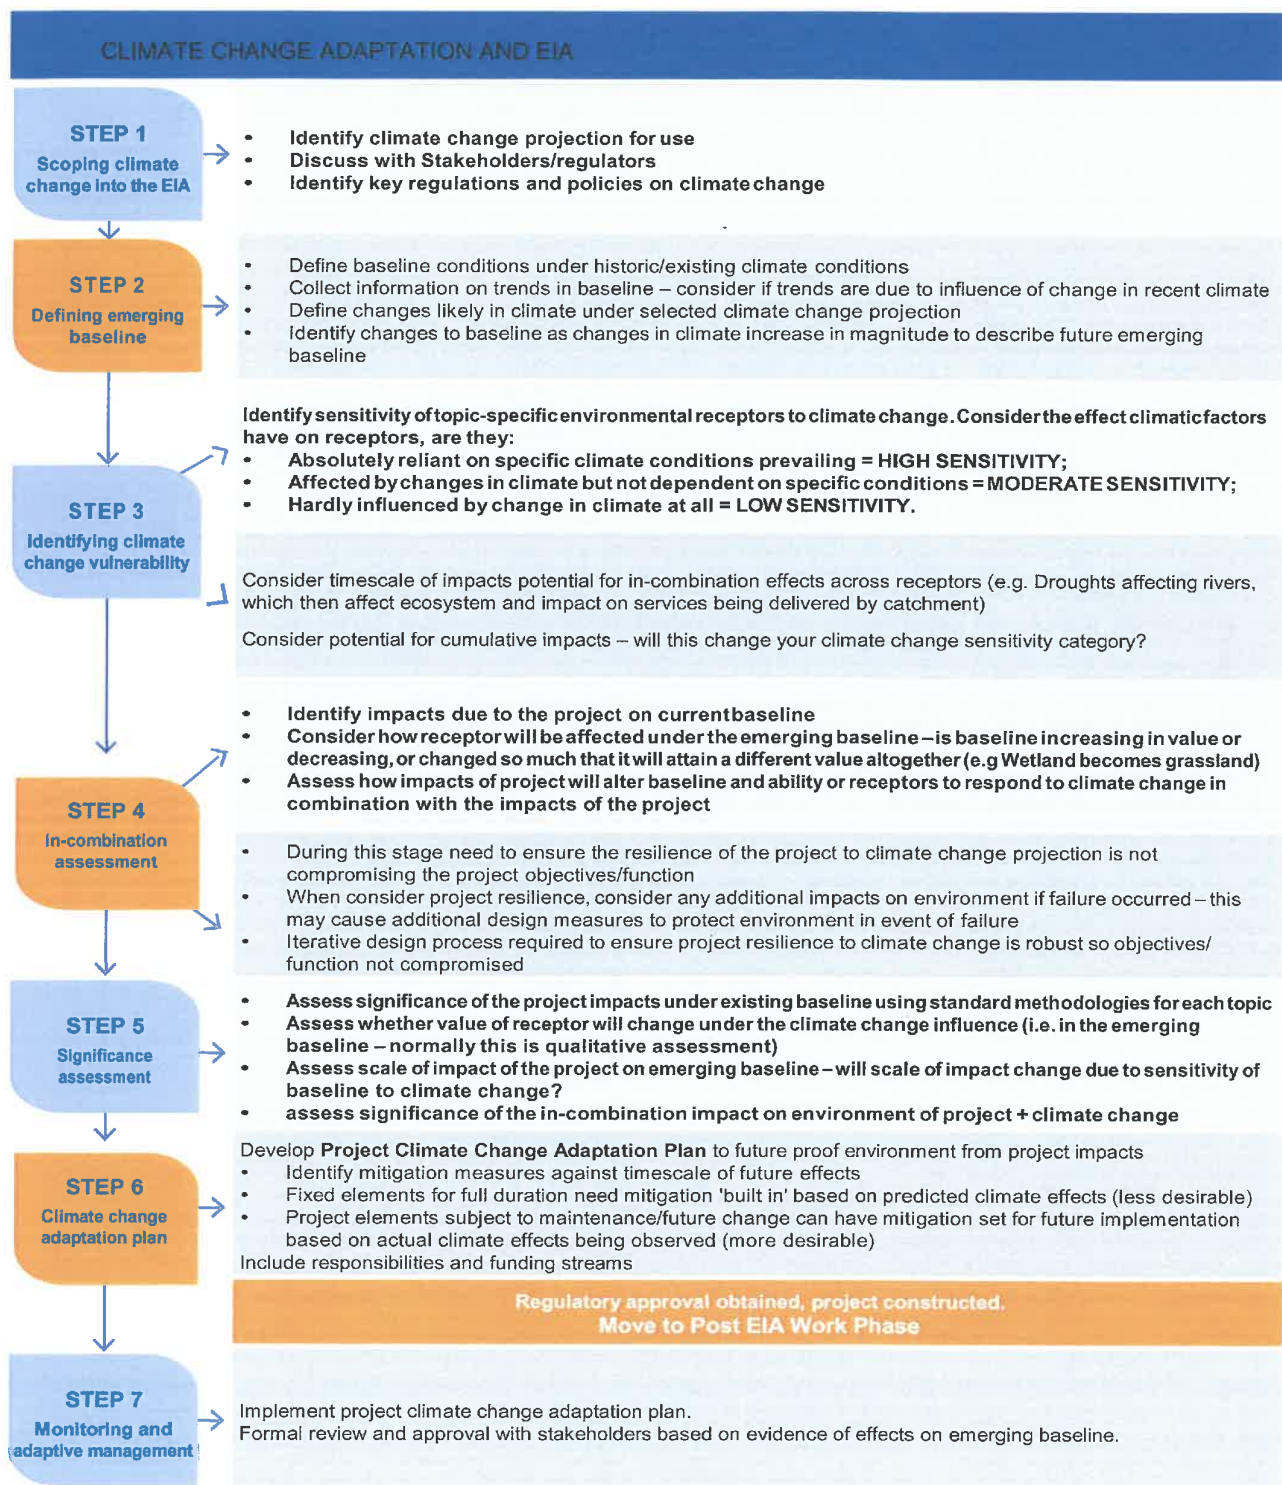 CLIMATE CHANGE ADAPTATION AND EIA
STEP 1
Scoping climate
change into the EIA
• Identify climate change projection for use
• Discuss with Stakeholders/regulators
• Identify key regulations and policies on climate change
STEP 2
Defining emerging
baseline
• Define baseline conditions under historic/existing climate conditions
• Collect information on trends in baseline – consider if trends are due to influence of change in recent climate
• Define changes likely in climate under selected climate change projection
• Identify changes to baseline as changes in climate increase in magnitude to describe future emerging
baseline
STEP 3
Identifying climate
change vulnerability
Identify sensitivity of topic-specific environmental receptors to climate change. Consider the effect climatic factors
have on receptors, are they:
• Absolutely reliant on specific climate conditions prevailing = HIGH SENSITIVITY;
• Affected by changes in climate but not dependent on specific conditions = MODERATE SENSITIVITY;
• Hardly influenced by change in climate at all = LOW SENSITIVITY.
Consider timescale of impacts potential for in-combination effects across receptors (e.g. Droughts affecting rivers,
which then affect ecosystem and impact on services being delivered by catchment)
Consider potential for cumulative impacts – will this change your climate change sensitivity category?
STEP 4
In-combination
assessment
• Identify impacts due to the project on current baseline
• Consider how receptor will be affected under the emerging baseline – is baseline increasing in value or
decreasing, or changed so much that it will attain a different value altogether (e.g Wetland becomes grassland)
• Assess how impacts of project will alter baseline and ability or receptors to respond to climate change in
combination with the impacts of the project
• During this stage need to ensure the resilience of the project to climate change projection is not
compromising the project objectives/function
• When consider project resilience, consider any additional impacts on environment if failure occurred – this
may cause additional design measures to protect environment in event of failure
• Iterative design process required to ensure project resilience to climate change is robust so objectives/
function not compromised
STEP 5
Significance
assessment
• Assess significance of the project impacts under existing baseline using standard methodologies for each topic
• Assess whether value of receptor will change under the climate change influence (i.e. in the emerging
baseline – normally this is qualitative assessment)
• Assess scale of impact of the project on emerging baseline – will scale of impact change due to sensitivity of
baseline to climate change?
• assess significance of the in-combination impact on environment of project + climate change
STEP 6
Climate change
adaptation plan
Develop Project Climate Change Adaptation Plan to future proof environment from project impacts
• Identify mitigation measures against timescale of future effects
• Fixed elements for full duration need mitigation 'built in' based on predicted climate effects (less desirable)
• Project elements subject to maintenance/future change can have mitigation set for future implementation
based on actual climate effects being observed (more desirable)
Include responsibilities and funding streams
Regulatory approval obtained, project constructed.
Move to Post EIA Work Phase
STEP 7
Monitoring and
adaptive management
Implement project climate change adaptation plan.
Formal review and approval with stakeholders based on evidence of effects on emerging baseline.